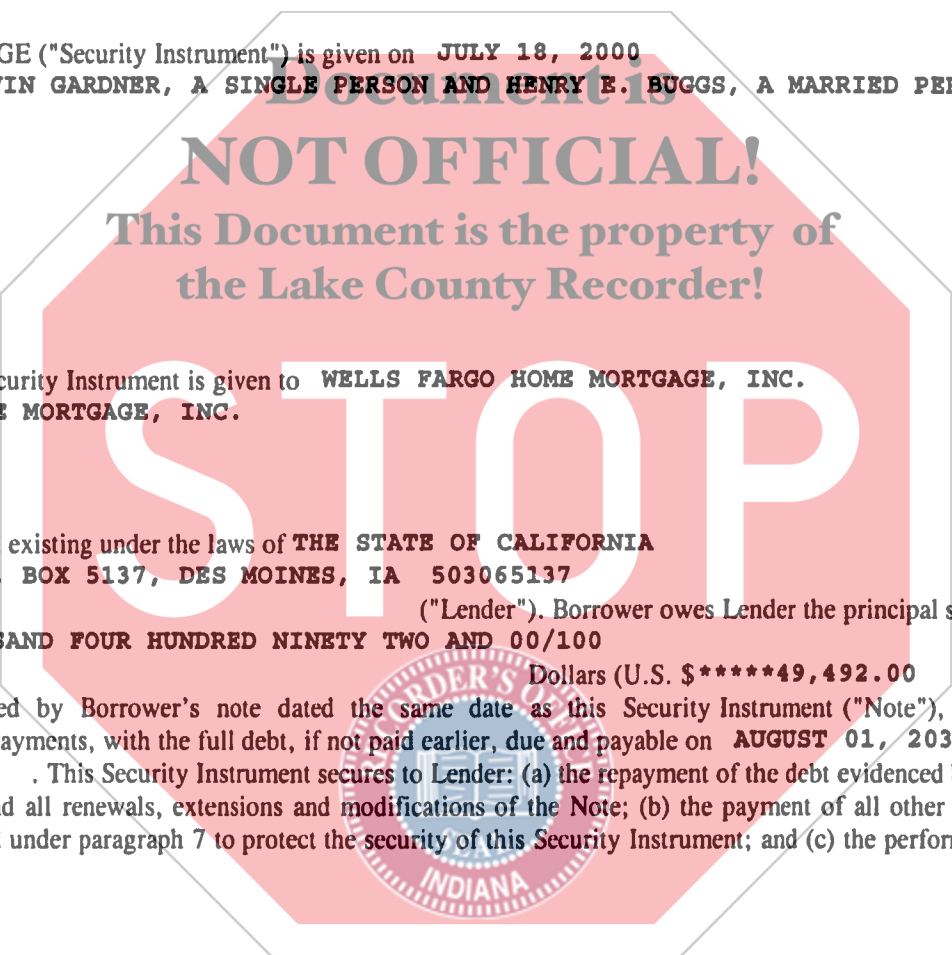 GE ("Security Instrument") is given on JULY 18, 2000
VIN GARDNER, A SINGLE PERSON AND HENRY E. BUGGS, A MARRIED PER
Document is
NOT OFFICIAL!
This Document is the property of
the Lake County Recorder!
curity Instrument is given to WELLS FARGO HOME MORTGAGE, INC.
E MORTGAGE, INC.
STOP
existing under the laws of THE STATE OF CALIFORNIA
. BOX 5137, DES MOINES, IA 503065137
("Lender"). Borrower owes Lender the principal s
SAND FOUR HUNDRED NINETY TWO AND 00/100
Dollars (U.S. $*****49,492.00
ed by Borrower's note dated the same date as this Security Instrument ("Note"),
ayments, with the full debt, if not paid earlier, due and payable on AUGUST 01, 203
. This Security Instrument secures to Lender: (a) the repayment of the debt evidenced
d all renewals, extensions and modifications of the Note; (b) the payment of all other
t under paragraph 7 to protect the security of this Security Instrument; and (c) the perfor
RECORDER'S OFFICE
SEAL
INDIANA